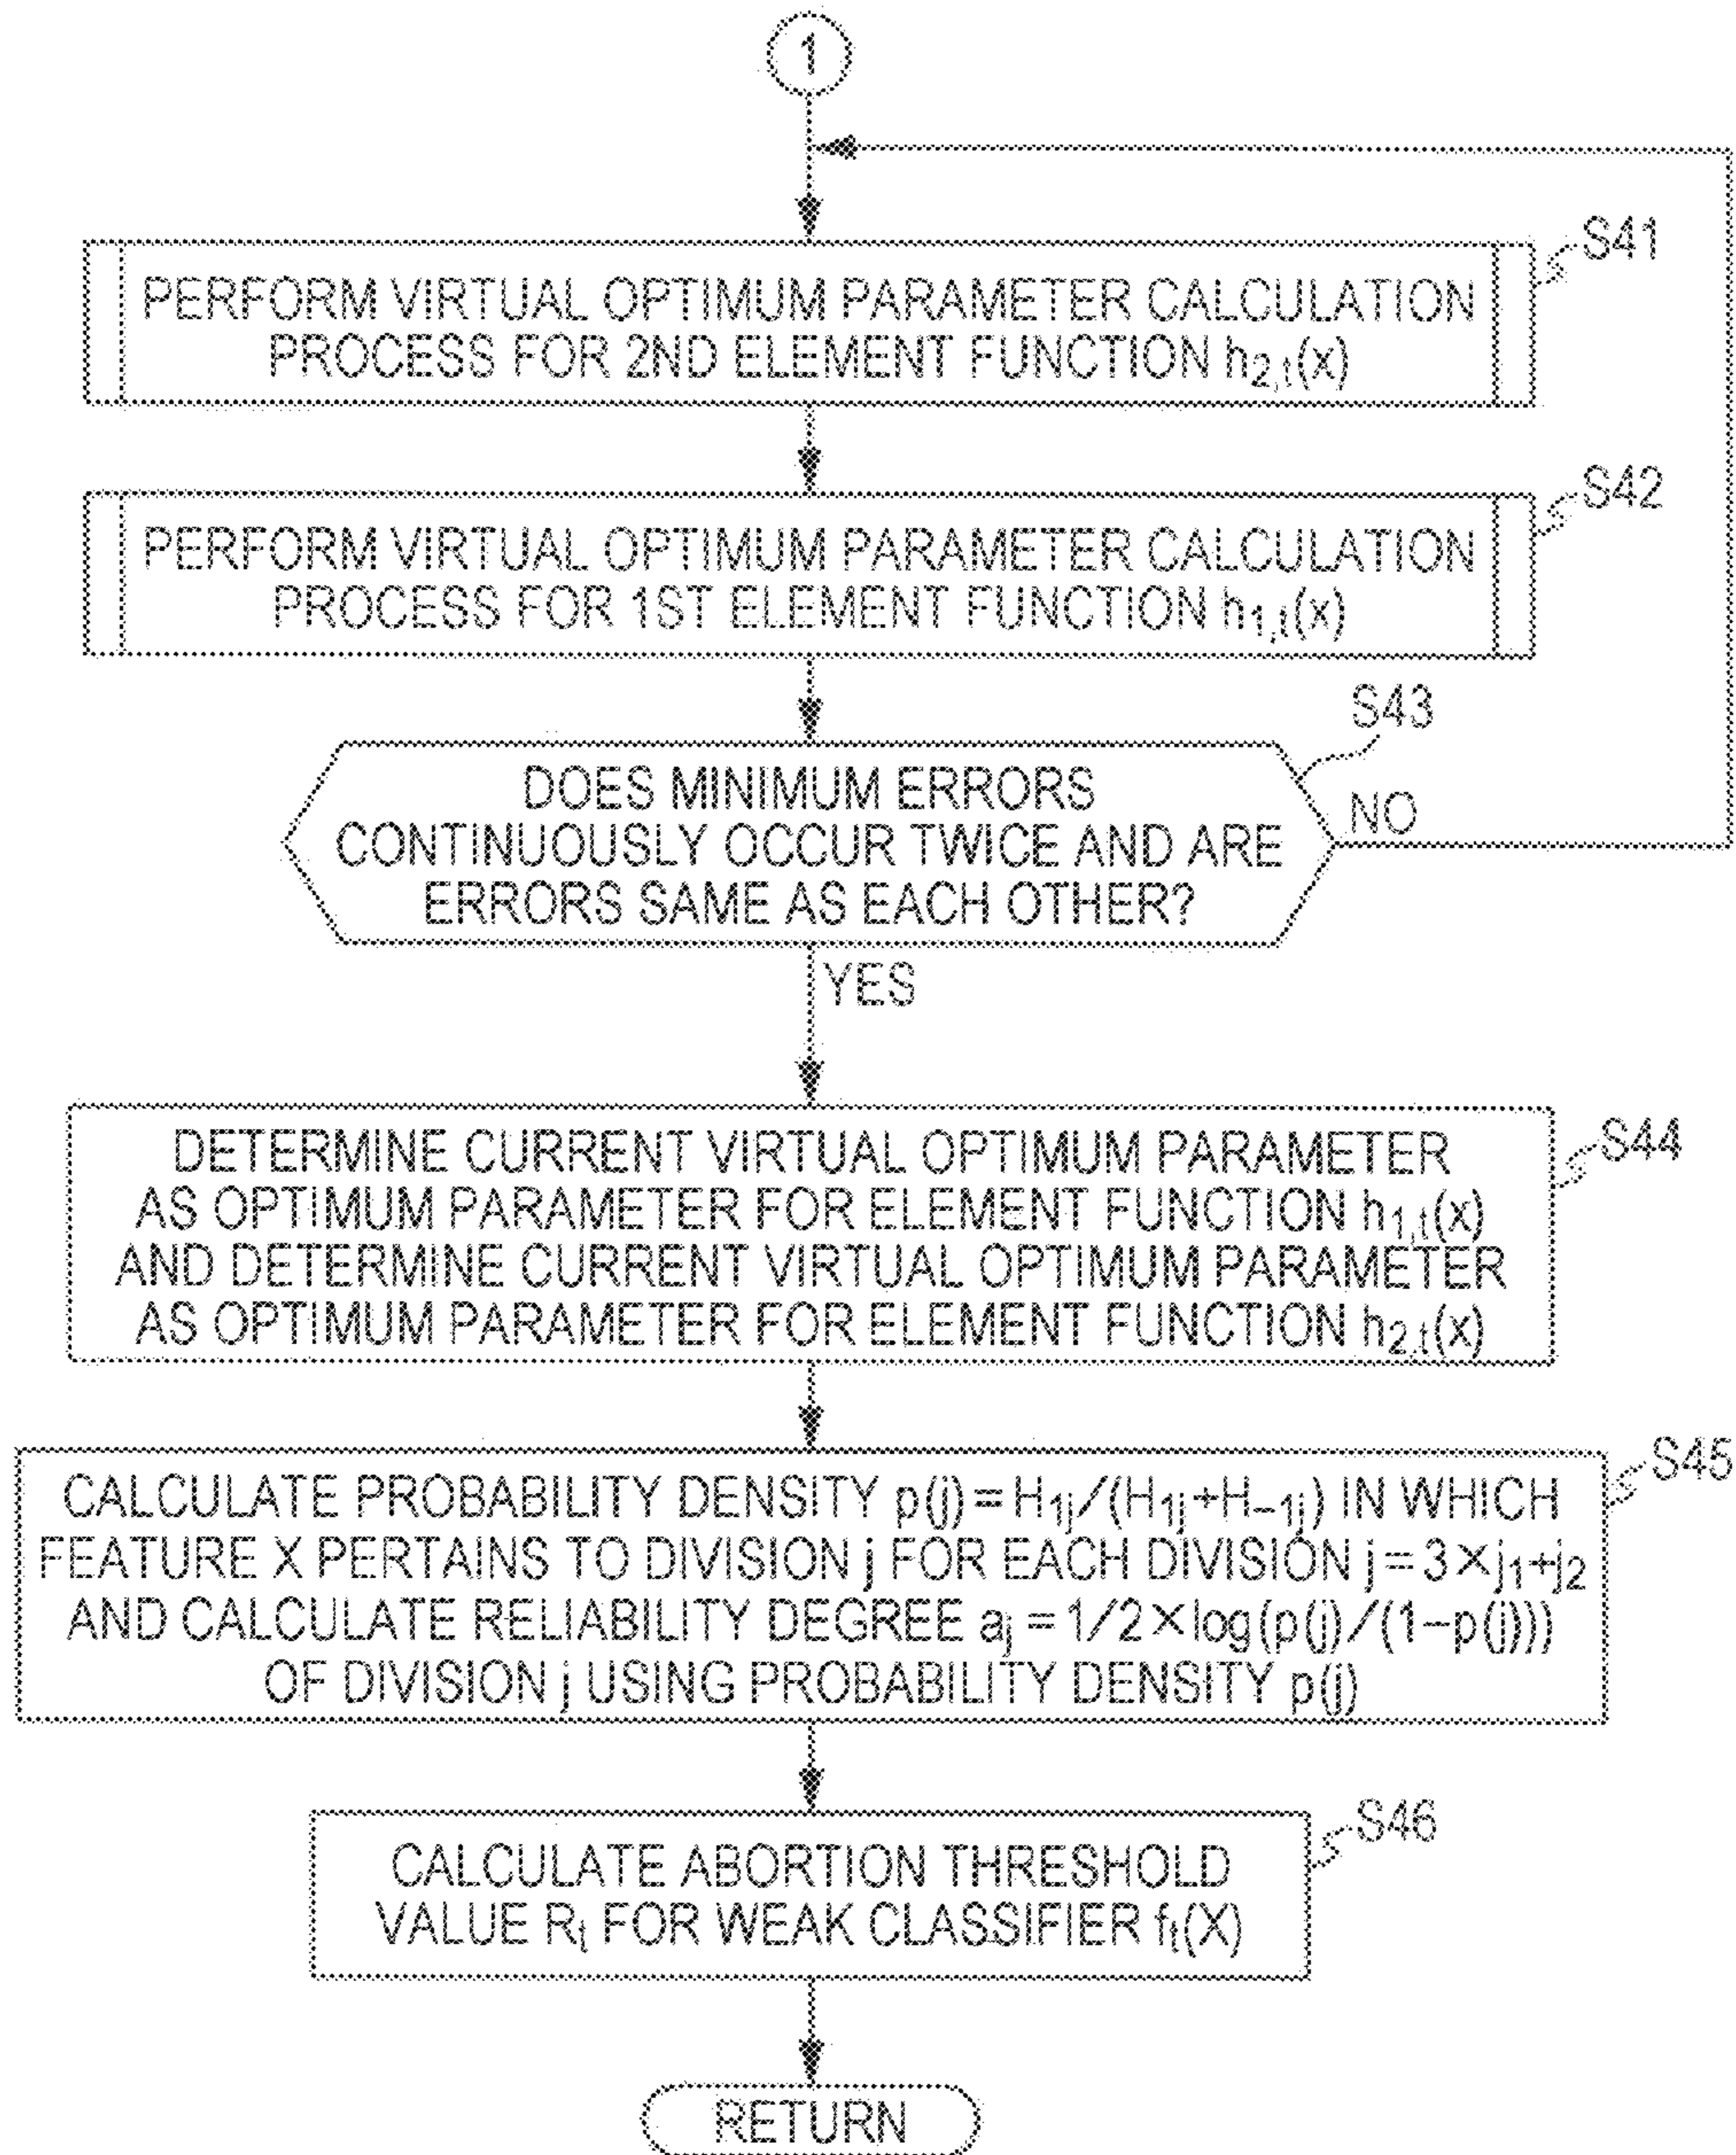 1
S41
PERFORM VIRTUAL OPTIMUM PARAMETER CALCULATION
PROCESS FOR 2ND ELEMENT FUNCTION h2,t(x)
S42
PERFORM VIRTUAL OPTIMUM PARAMETER CALCULATION
PROCESS FOR 1ST ELEMENT FUNCTION h1,t(x)
S43
DOES MINIMUM ERRORS
CONTINUOUSLY OCCUR TWICE AND ARE
ERRORS SAME AS EACH OTHER?
NO
YES
S44
DETERMINE CURRENT VIRTUAL OPTIMUM PARAMETER
AS OPTIMUM PARAMETER FOR ELEMENT FUNCTION h1,t(x)
AND DETERMINE CURRENT VIRTUAL OPTIMUM PARAMETER
AS OPTIMUM PARAMETER FOR ELEMENT FUNCTION h2,t(x)
S45
CALCULATE PROBABILITY DENSITY p(j)=H1j/(H1j+H-1j) IN WHICH
FEATURE X PERTAINS TO DIVISION j FOR EACH DIVISION j=3×j1+j2
AND CALCULATE RELIABILITY DEGREE aj=1/2×log(p(j)/(1-p(j)))
OF DIVISION j USING PROBABILITY DENSITY p(j)
S46
CALCULATE ABORTION THRESHOLD
VALUE Rt FOR WEAK CLASSIFIER ft(X)
RETURN